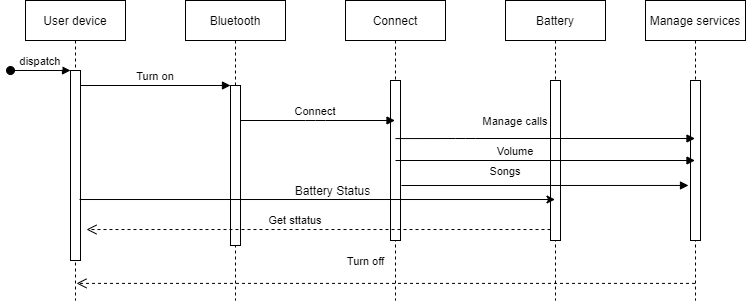 User device
Bluetooth
Connect
Battery
Manage services
dispatch
Turn on
Connect
Manage calls
Volume
Songs
Battery Status
Get sttatus
Turn off